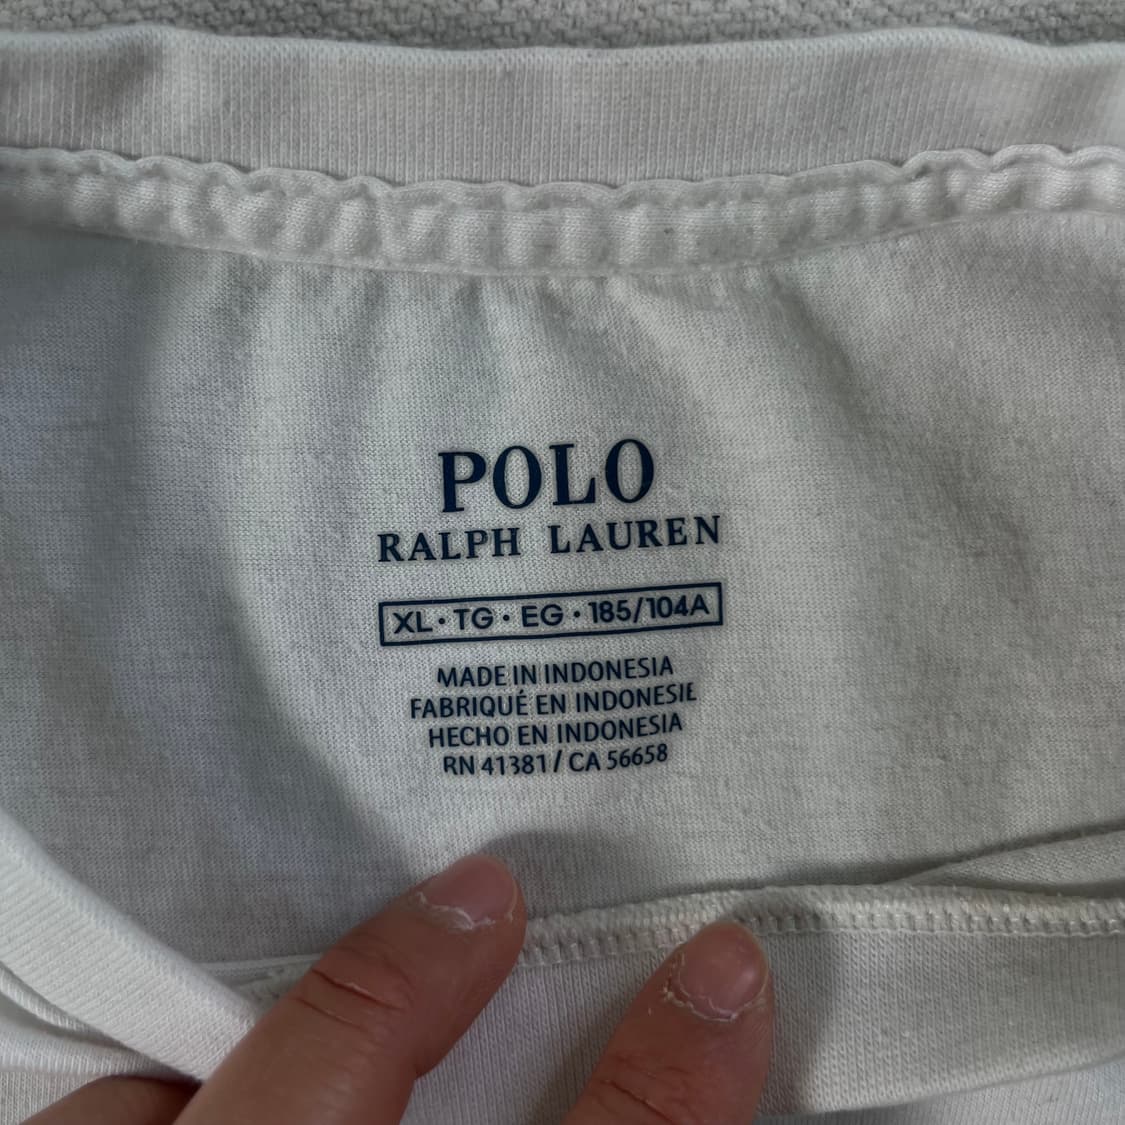 POLO
RALPH LAUREN
XL • TG • EG • 185/104A
MADE IN INDONESIA
FABRIQUÉ EN INDONESIE
HECHO EN INDONESIA
RN 41381 / CA 56658